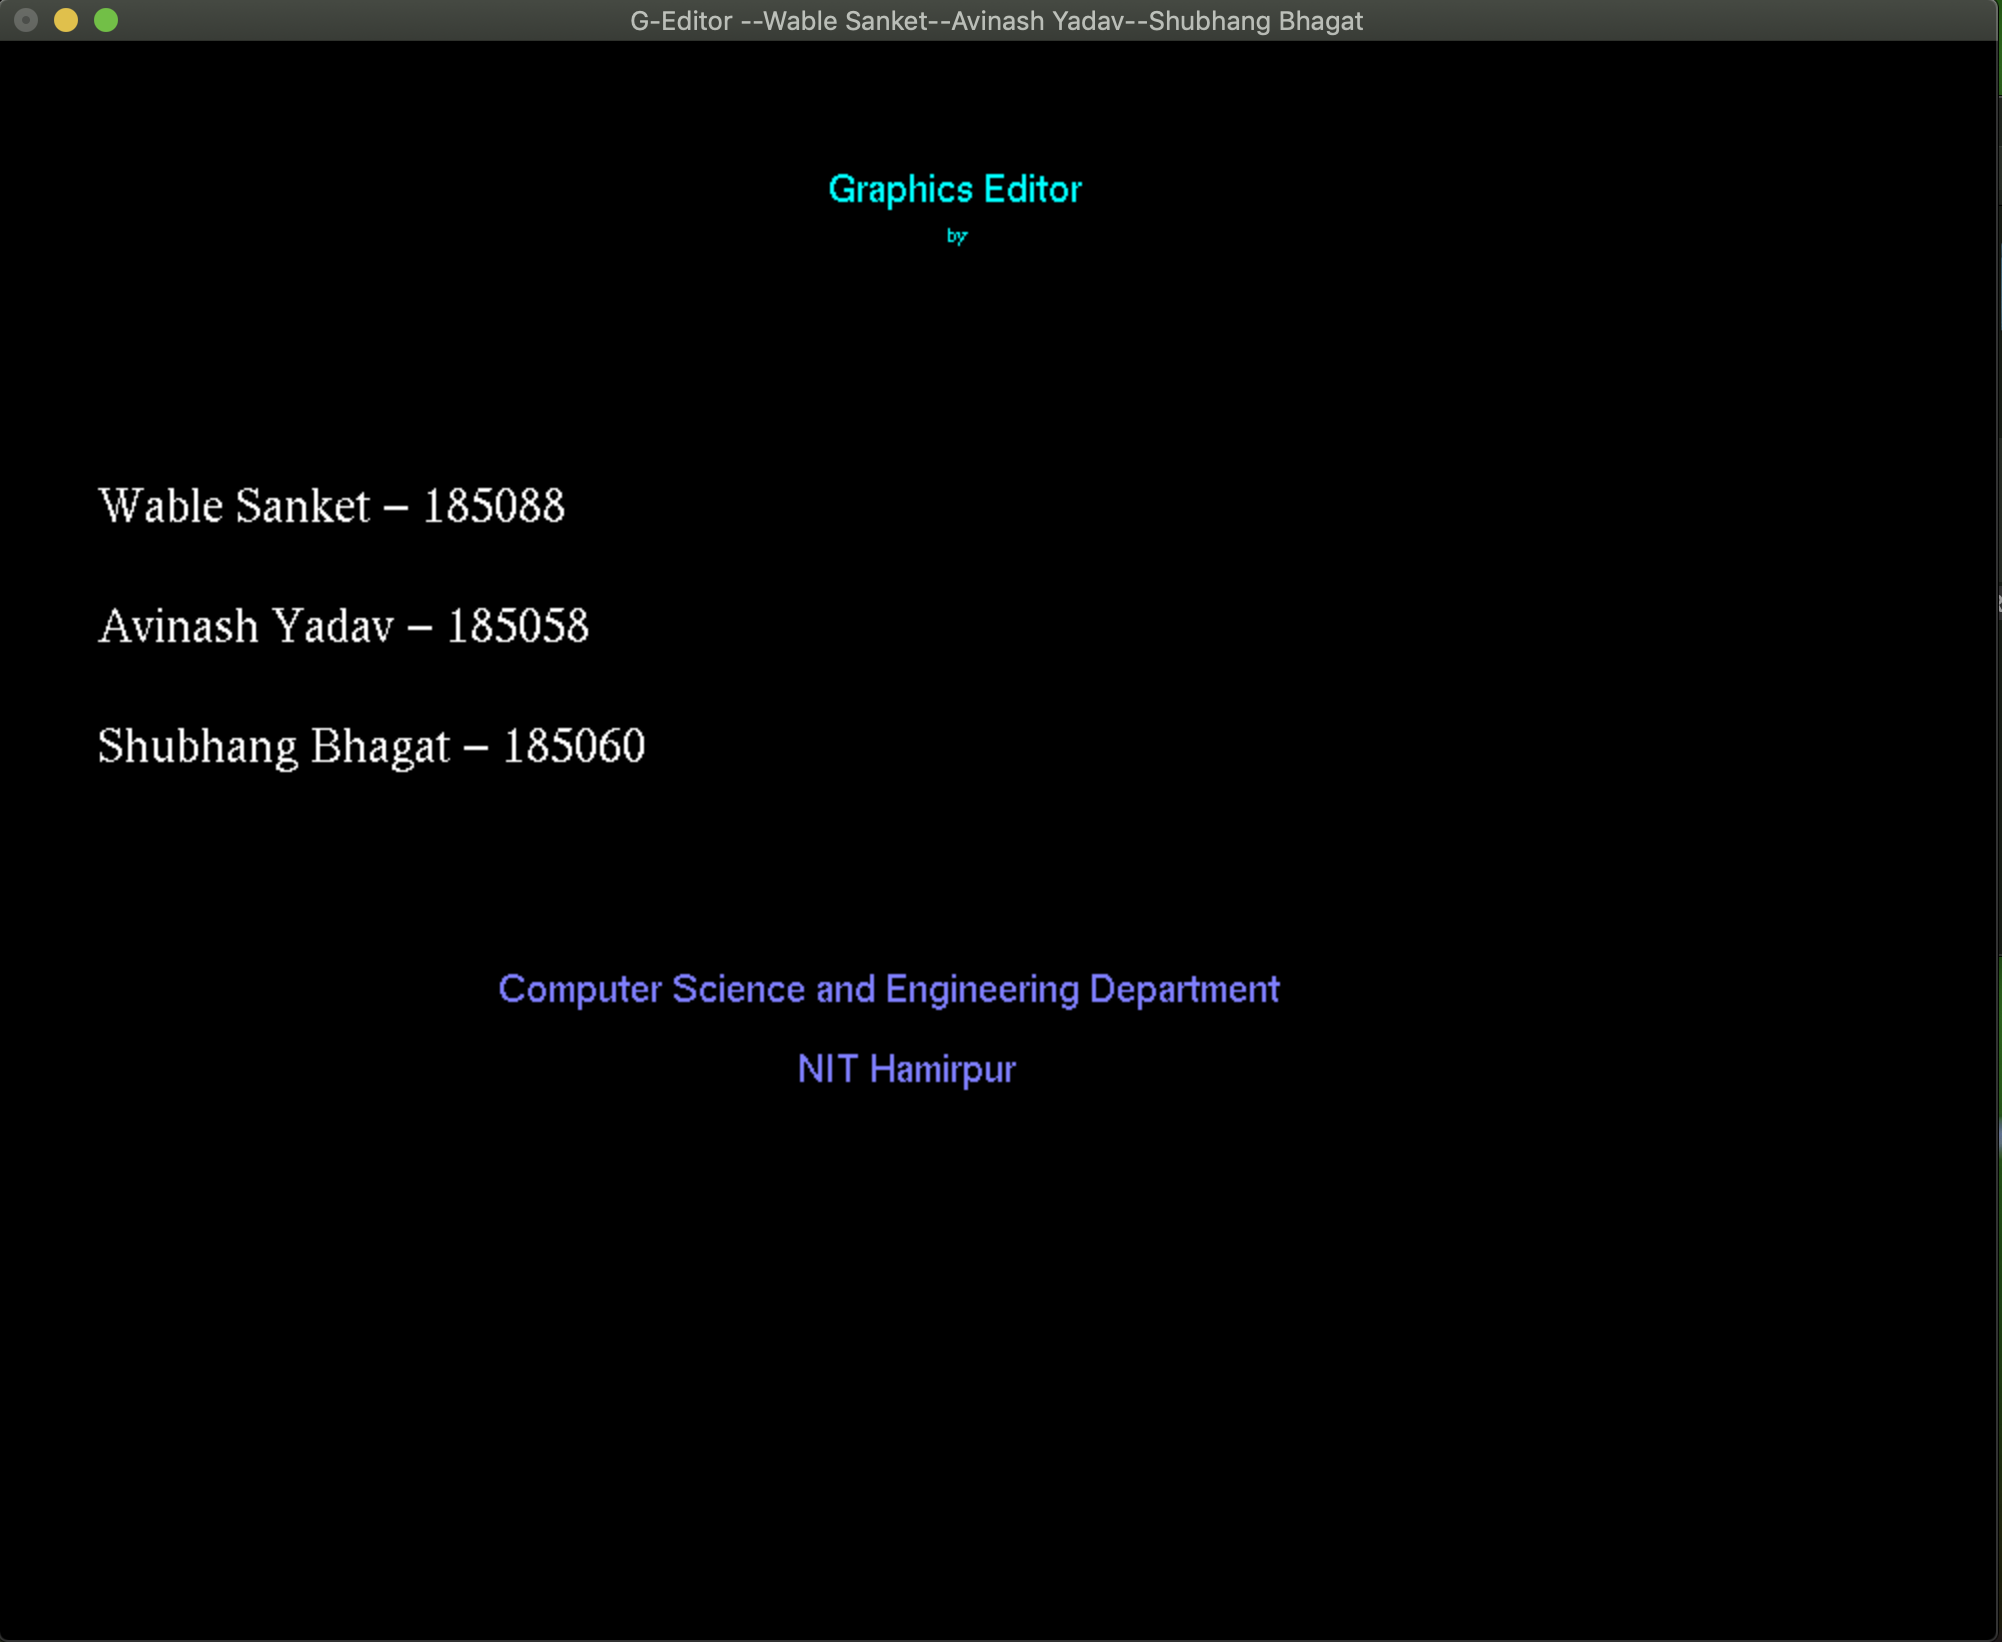 G-Editor --Wable Sanket--Avinash Yadav--Shubhang Bhagat
Graphics Editor
by
Wable Sanket – 185088
Avinash Yadav – 185058
Shubhang Bhagat – 185060
Computer Science and Engineering Department
NIT Hamirpur